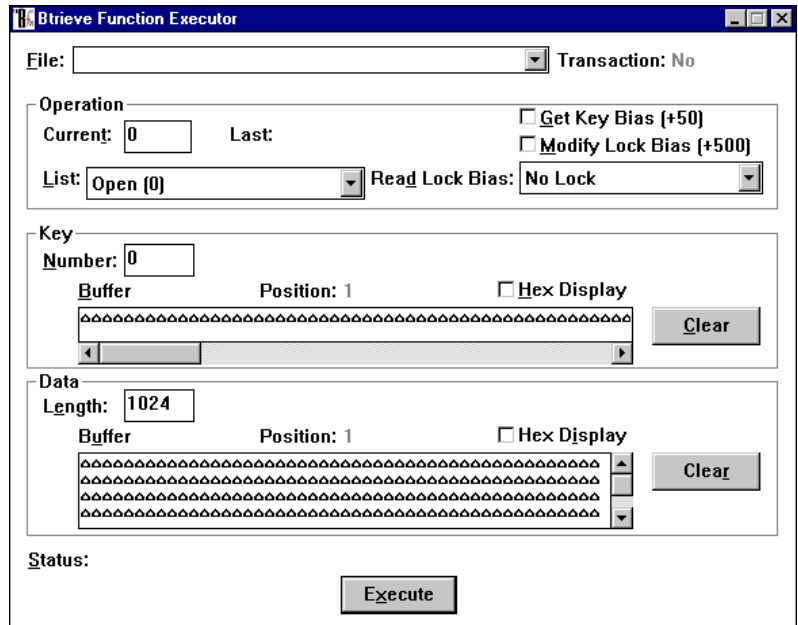 Btrieve Function Executor
File: Transaction: No
Operation
Get Key Bias (+50)
Current: 0 Last:
Modify Lock Bias (+500)
List: Open (0) Read Lock Bias: No Lock
Key
Number: 0
Buffer Position: 1 Hex Display
Clear
Data
Length: 1024
Buffer Position: 1 Hex Display
Clear
Status:
Execute